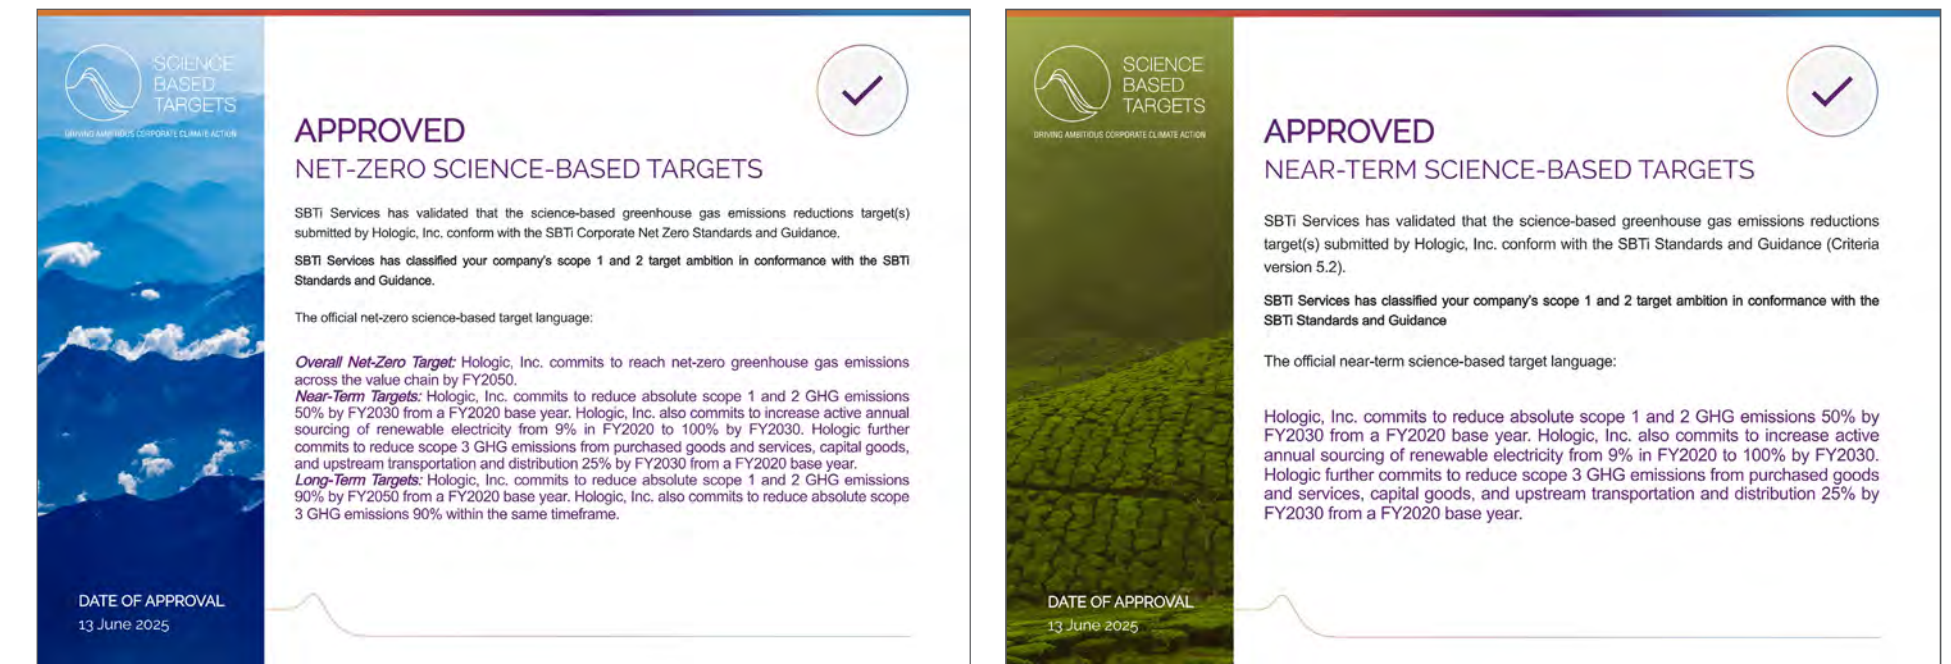 SCIENCE
BASED
TARGETS
DRIVING AMBITIOUS CORPORATE CLIMATE ACTION
APPROVED
NET-ZERO SCIENCE-BASED TARGETS
SBTi Services has validated that the science-based greenhouse gas emissions reductions target(s)
submitted by Hologic, Inc. conform with the SBTi Corporate Net Zero Standards and Guidance.
SBTi Services has classified your company's scope 1 and 2 target ambition in conformance with the SBTi
Standards and Guidance.
The official net-zero science-based target language:
Overall Net-Zero Target: Hologic, Inc. commits to reach net-zero greenhouse gas emissions
across the value chain by FY2050.
Near-Term Targets: Hologic, Inc. commits to reduce absolute scope 1 and 2 GHG emissions
50% by FY2030 from a FY2020 base year. Hologic, Inc. also commits to increase active annual
sourcing of renewable electricity from 9% in FY2020 to 100% by FY2030. Hologic further
commits to reduce scope 3 GHG emissions from purchased goods and services, capital goods,
and upstream transportation and distribution 25% by FY2030 from a FY2020 base year.
Long-Term Targets: Hologic, Inc. commits to reduce absolute scope 1 and 2 GHG emissions
90% by FY2050 from a FY2020 base year. Hologic, Inc. also commits to reduce absolute scope
3 GHG emissions 90% within the same timeframe.
DATE OF APPROVAL
13 June 2025
SCIENCE
BASED
TARGETS
DRIVING AMBITIOUS CORPORATE CLIMATE ACTION
APPROVED
NEAR-TERM SCIENCE-BASED TARGETS
SBTi Services has validated that the science-based greenhouse gas emissions reductions
target(s) submitted by Hologic, Inc. conform with the SBTi Standards and Guidance (Criteria
version 5.2).
SBTi Services has classified your company's scope 1 and 2 target ambition in conformance with the
SBTi Standards and Guidance
The official near-term science-based target language:
Hologic, Inc. commits to reduce absolute scope 1 and 2 GHG emissions 50% by
FY2030 from a FY2020 base year. Hologic, Inc. also commits to increase active
annual sourcing of renewable electricity from 9% in FY2020 to 100% by FY2030.
Hologic further commits to reduce scope 3 GHG emissions from purchased goods
and services, capital goods, and upstream transportation and distribution 25% by
FY2030 from a FY2020 base year.
DATE OF APPROVAL
13 June 2025